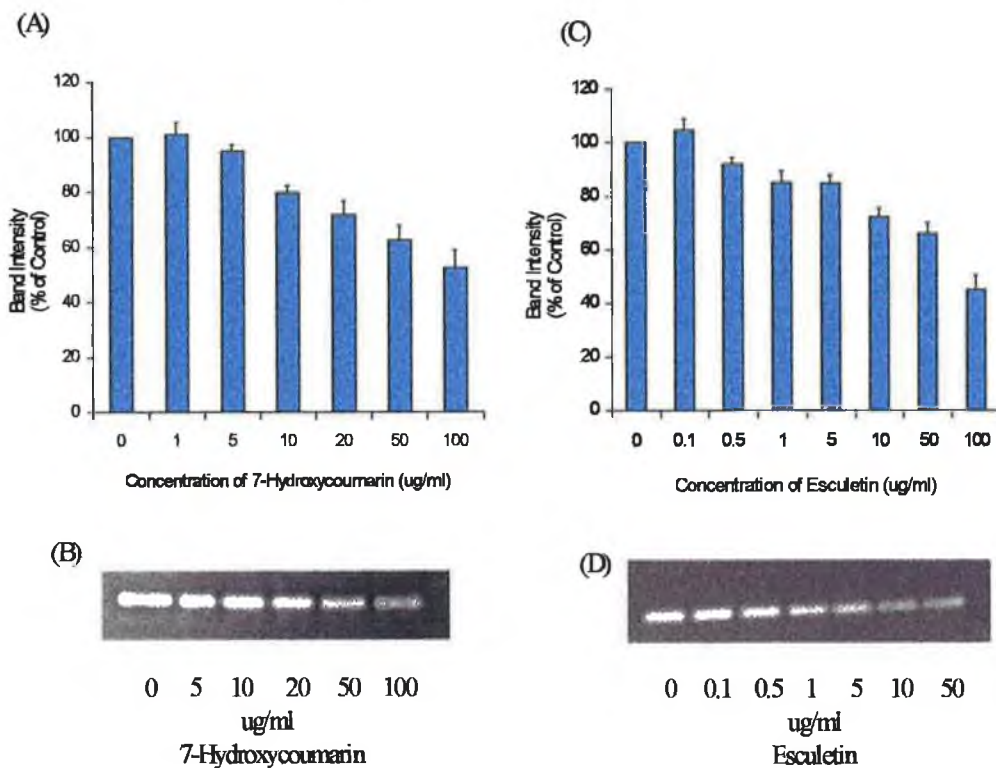 (A)
120
100
80
60
40
20
0
Band Intensity
(% of Control)
0 1 5 10 20 50 100
Concentration of 7-Hydroxycoumarin (ug/ml)
(C)
120
100
80
60
40
20
0
Band Intensity
(% of Control)
0 0.1 0.5 1 5 10 50 100
Concentration of Esculetin (ug/ml)
(B)
0 5 10 20 50 100
ug/ml
7-Hydroxycoumarin
(D)
0 0.1 0.5 1 5 10 50
ug/ml
Esculetin